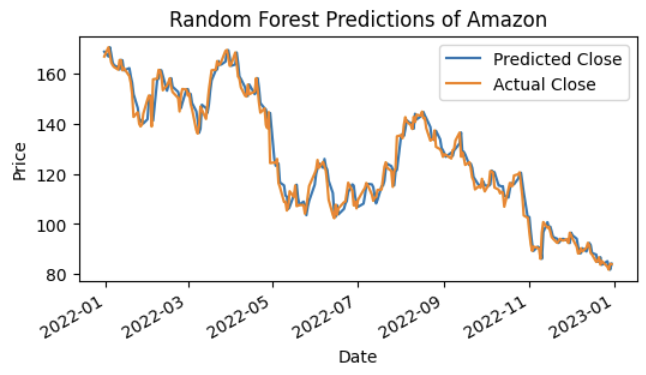 Random Forest Predictions of Amazon
Predicted Close
Actual Close
Price
160
140
120
100
80
2022-01
2022-03
2022-05
2022-07
2022-09
2022-11
2023-01
Date